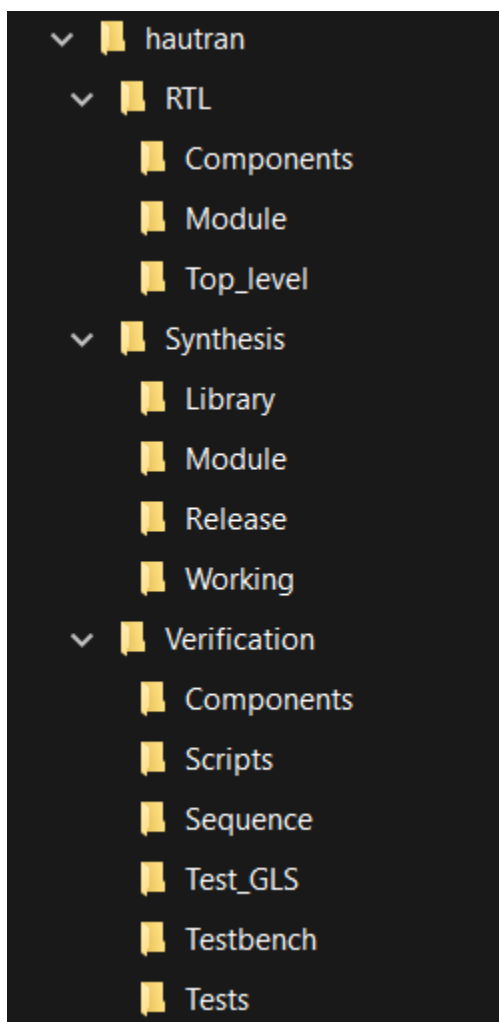 hautran
RTL
Components
Module
Top_level
Synthesis
Library
Module
Release
Working
Verification
Components
Scripts
Sequence
Test_GLS
Testbench
Tests